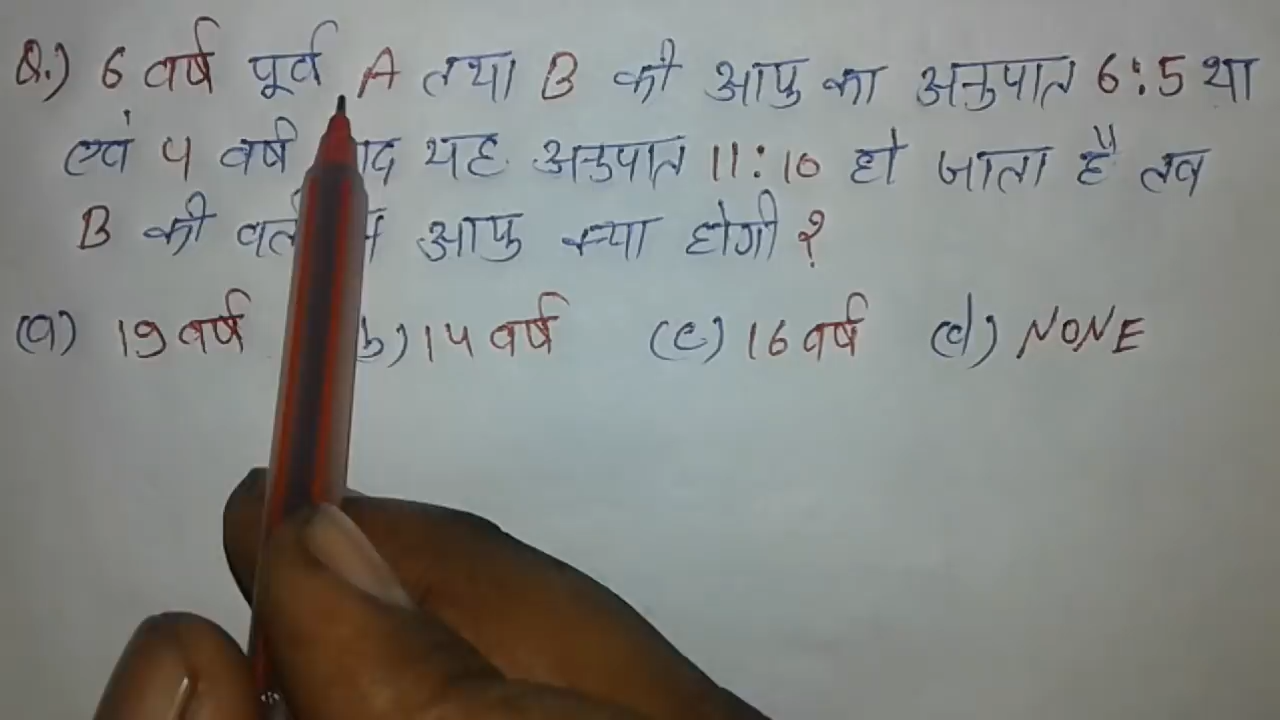 Q.) 6 वर्ष पूर्व A तथा B की आयु का अनुपात 6:5 था
एवं 4 वर्ष यह अनुपात 11:10 हो जाता है तब
B की आयु क्या होगी ?
(a) 19 वर्ष (b) 14 वर्ष (c) 16 वर्ष (d) NONE